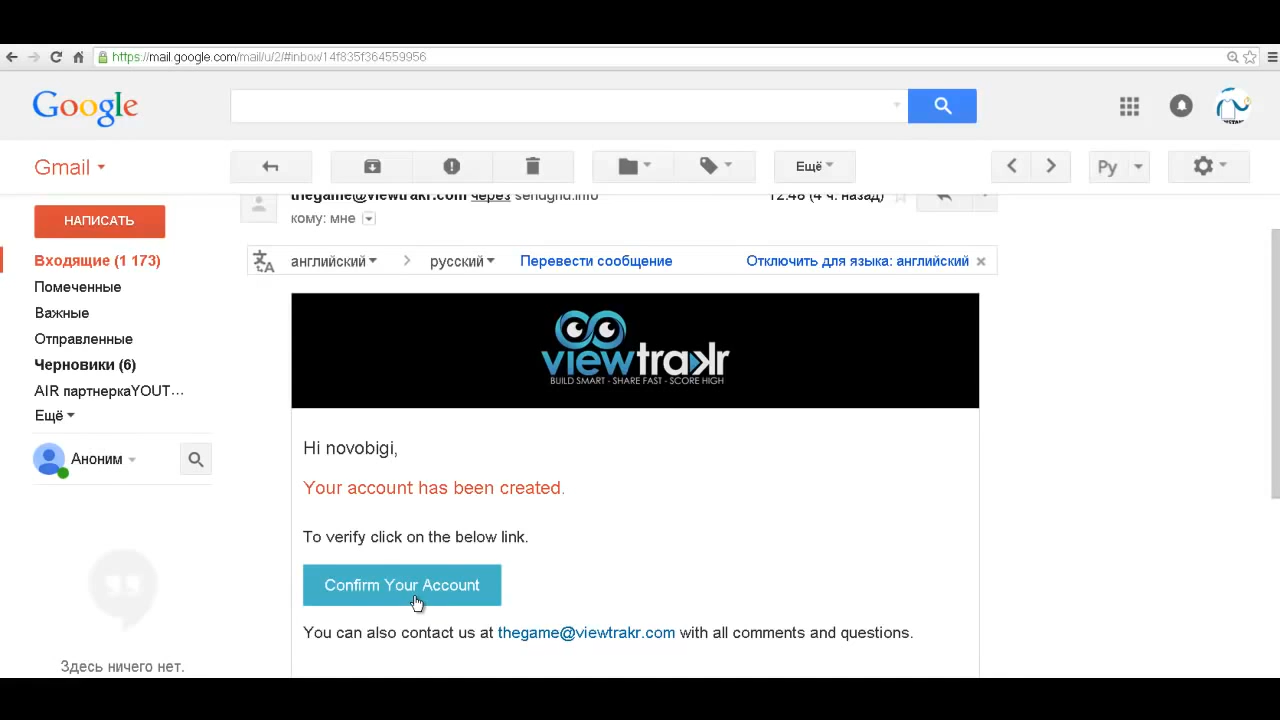 https://mail.google.com/mail/u/2/#inbox/14f835f364559956
Google
Gmail
Ещё
Ру
thegame@viewtrakr.com через sendgrid.info
12:48 (4 ч. назад)
НАПИСАТЬ
кому: мне
Входящие (1 173)
английский
русский
Перевести сообщение
Отключить для языка: английский
Помеченные
Важные
Отправленные
Черновики (6)
AIR партнеркаYOUT…
Ещё
viewtrakr
BUILD SMART - SHARE FAST - SCORE HIGH
Аноним
Hi novobigi,
Your account has been created.
To verify click on the below link.
Confirm Your Account
You can also contact us at thegame@viewtrakr.com with all comments and questions.
Здесь ничего нет.